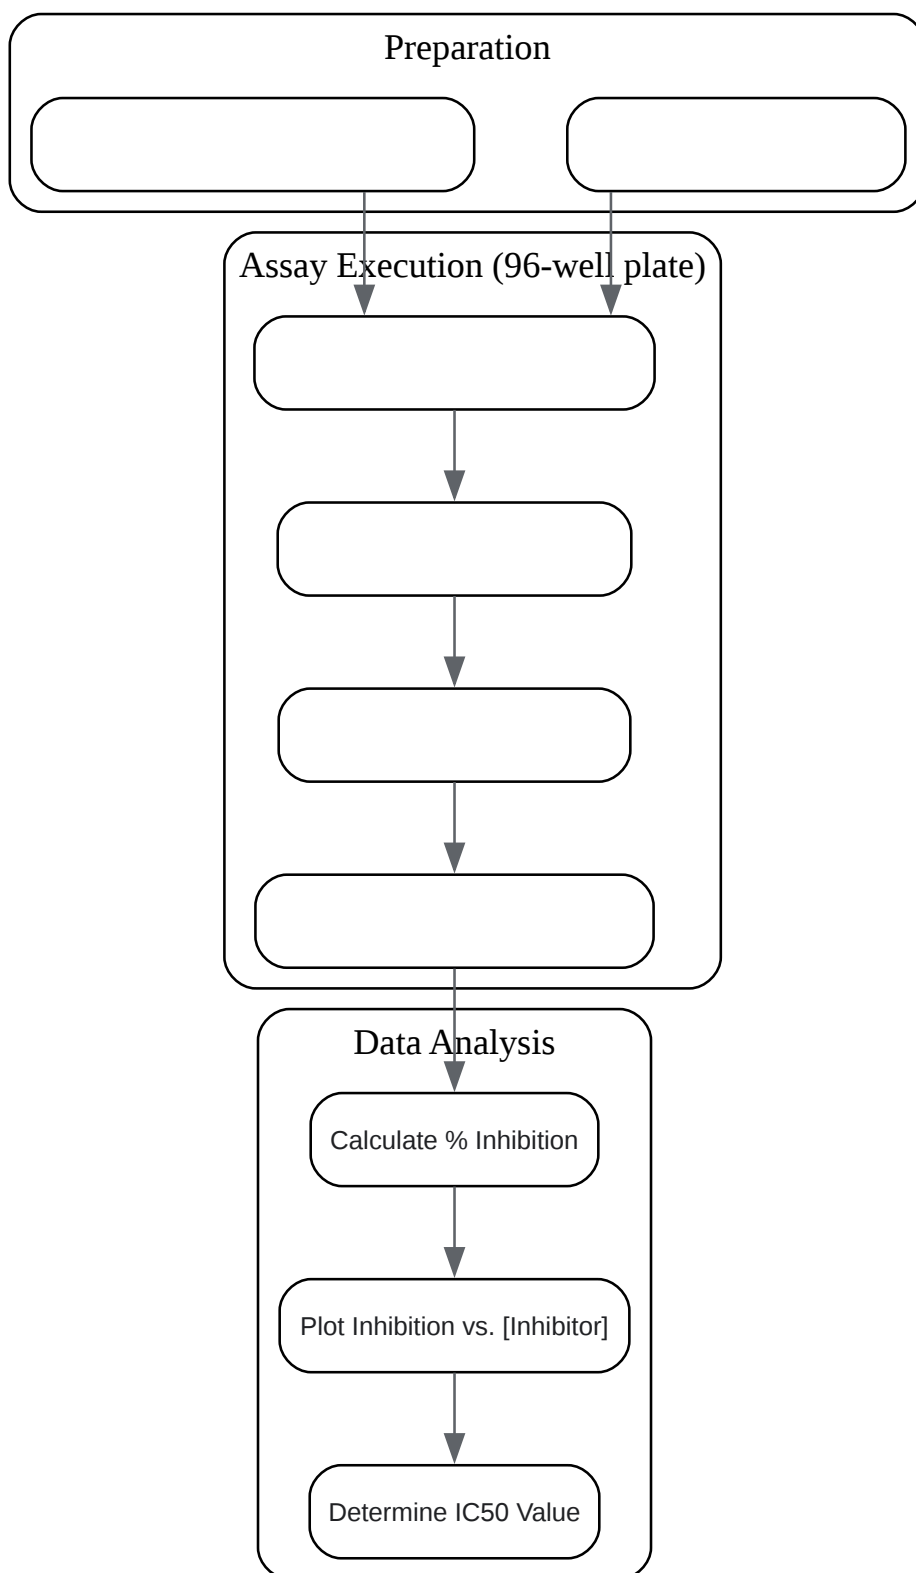 Preparation
Assay Execution (96-well plate)
Data Analysis
Calculate % Inhibition
Plot Inhibition vs. [Inhibitor]
Determine IC50 Value